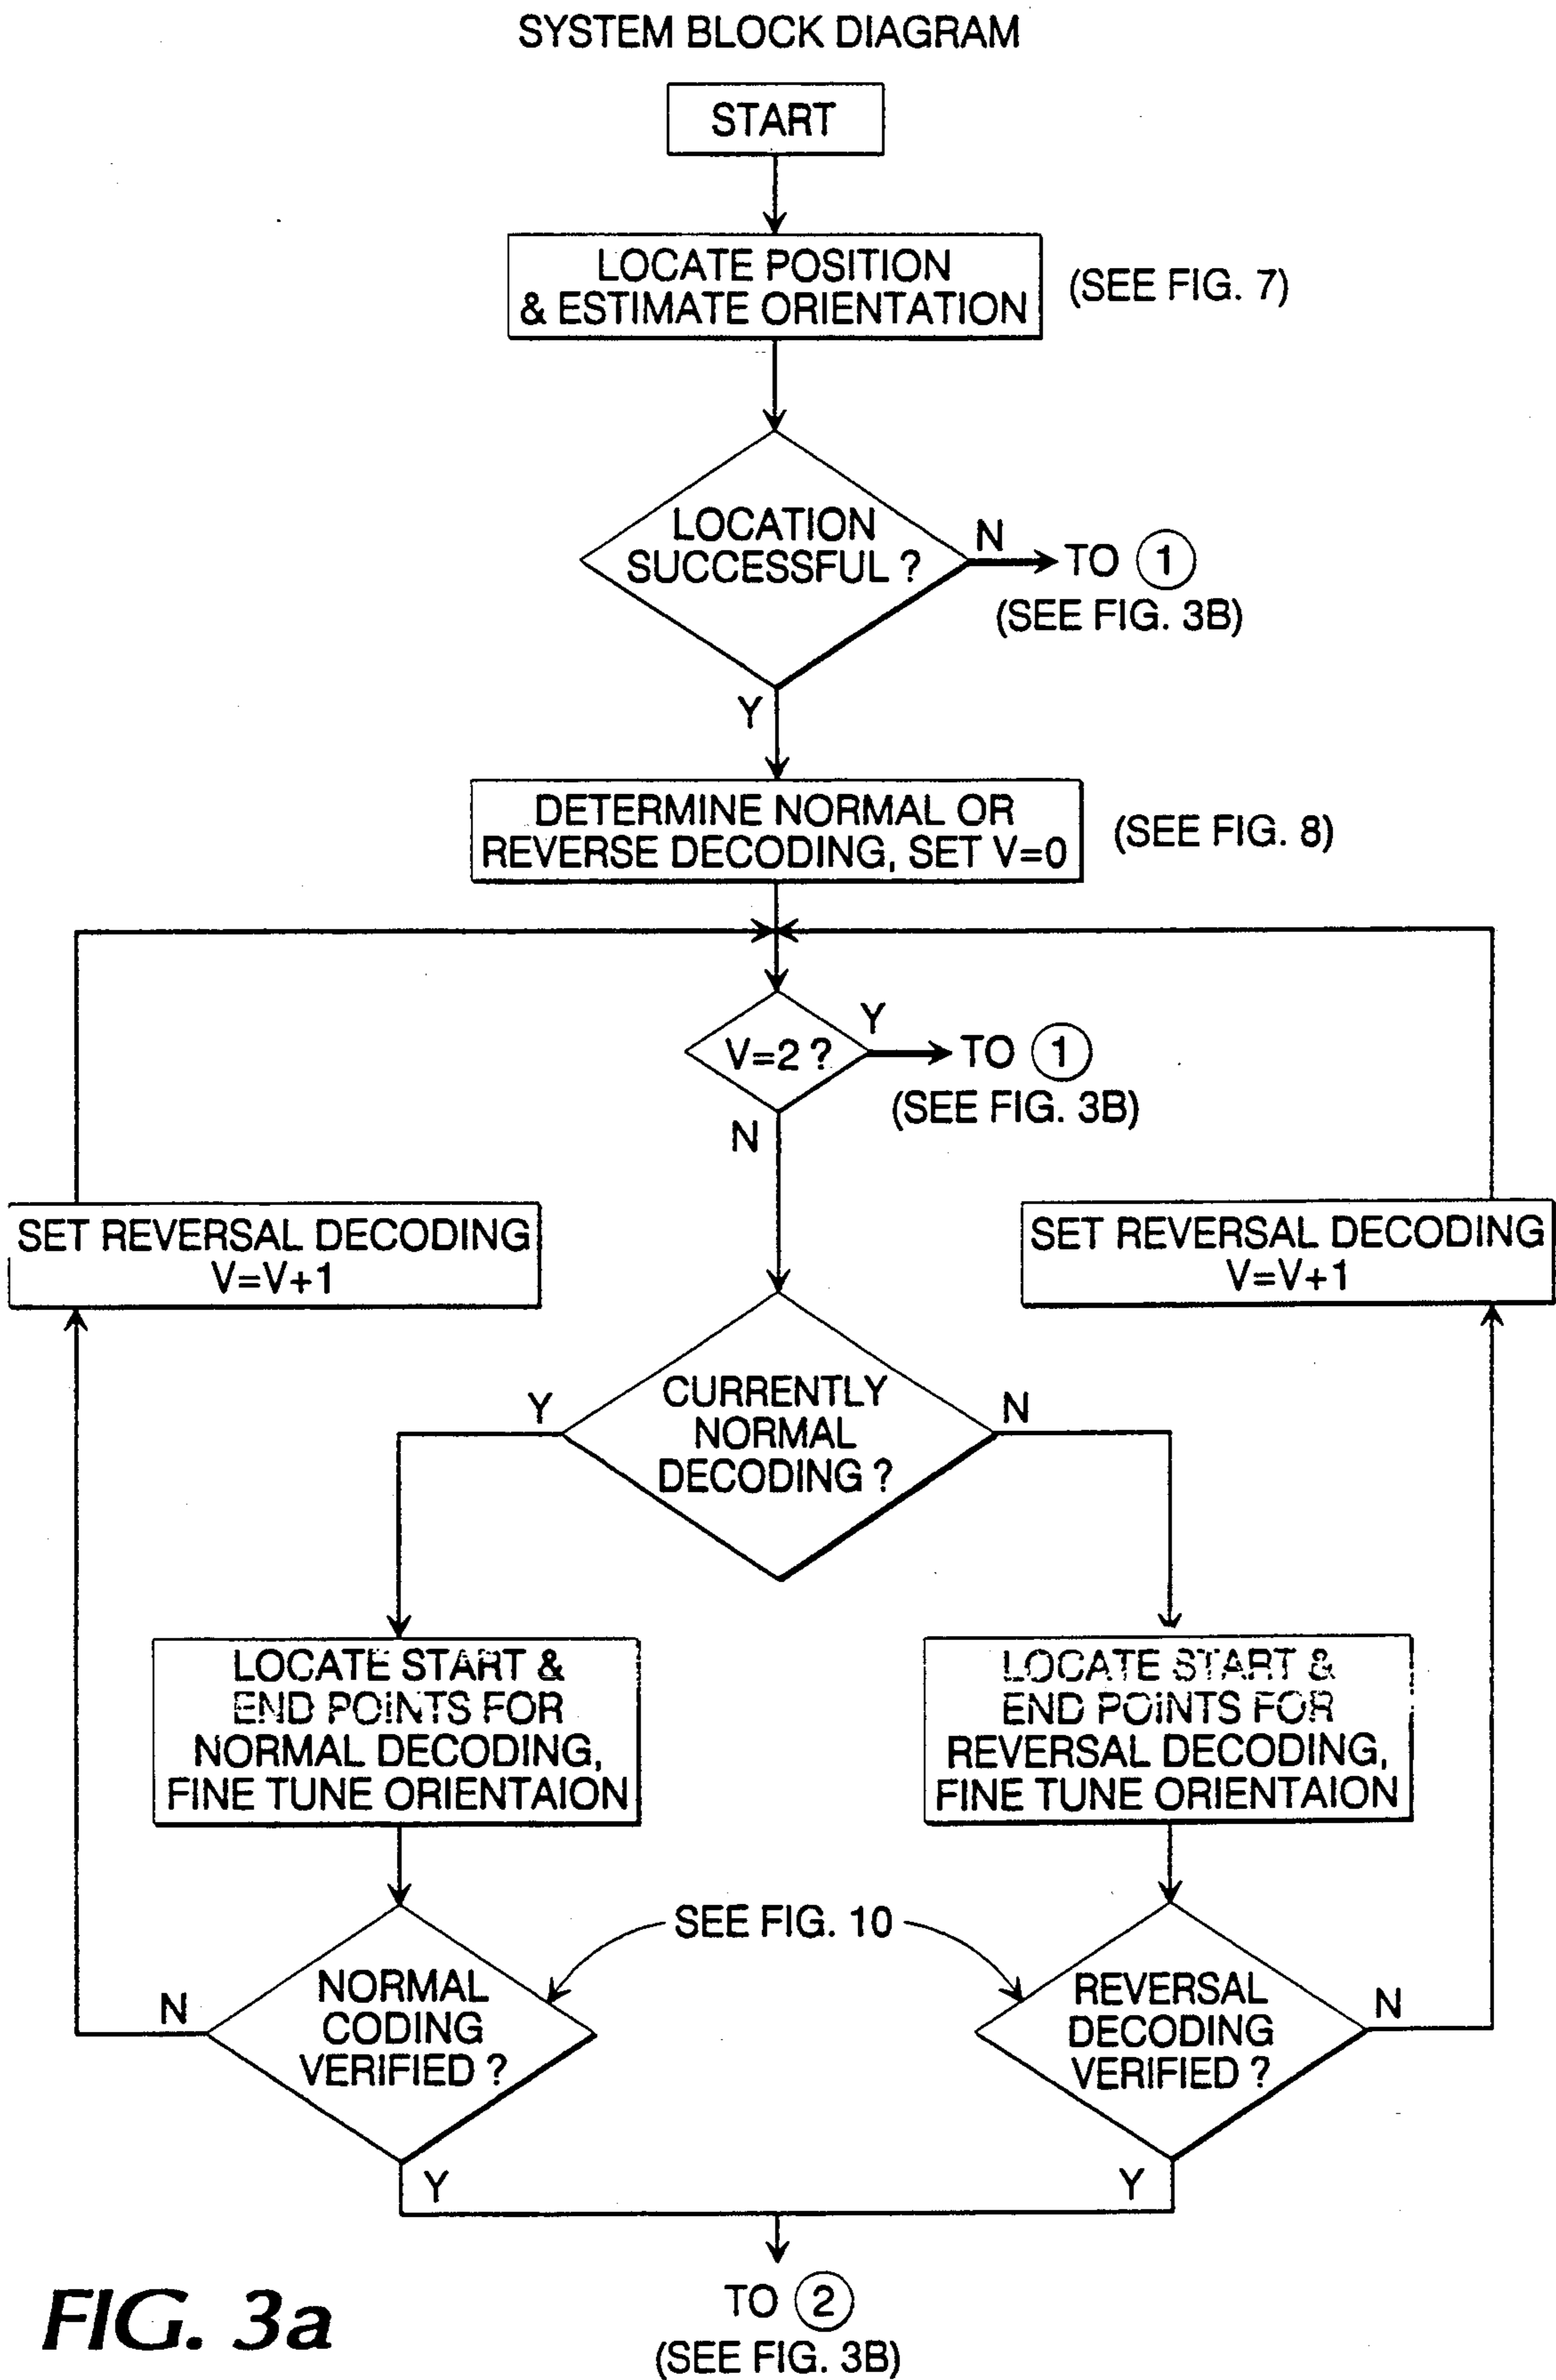 SYSTEM BLOCK DIAGRAM
START
LOCATE POSITION
& ESTIMATE ORIENTATION
(SEE FIG. 7)
LOCATION
SUCCESSFUL ?
N
TO 1
(SEE FIG. 3B)
Y
DETERMINE NORMAL OR
REVERSE DECODING, SET V=0
(SEE FIG. 8)
V=2 ?
Y
TO 1
(SEE FIG. 3B)
N
SET REVERSAL DECODING
V=V+1
SET REVERSAL DECODING
V=V+1
CURRENTLY
NORMAL
DECODING ?
Y
N
LOCATE START &
END POINTS FOR
NORMAL DECODING,
FINE TUNE ORIENTAION
LOCATE START &
END POINTS FOR
REVERSAL DECODING,
FINE TUNE ORIENTAION
SEE FIG. 10
NORMAL
CODING
VERIFIED ?
N
Y
REVERSAL
DECODING
VERIFIED ?
N
Y
TO 2
(SEE FIG. 3B)
FIG. 3a